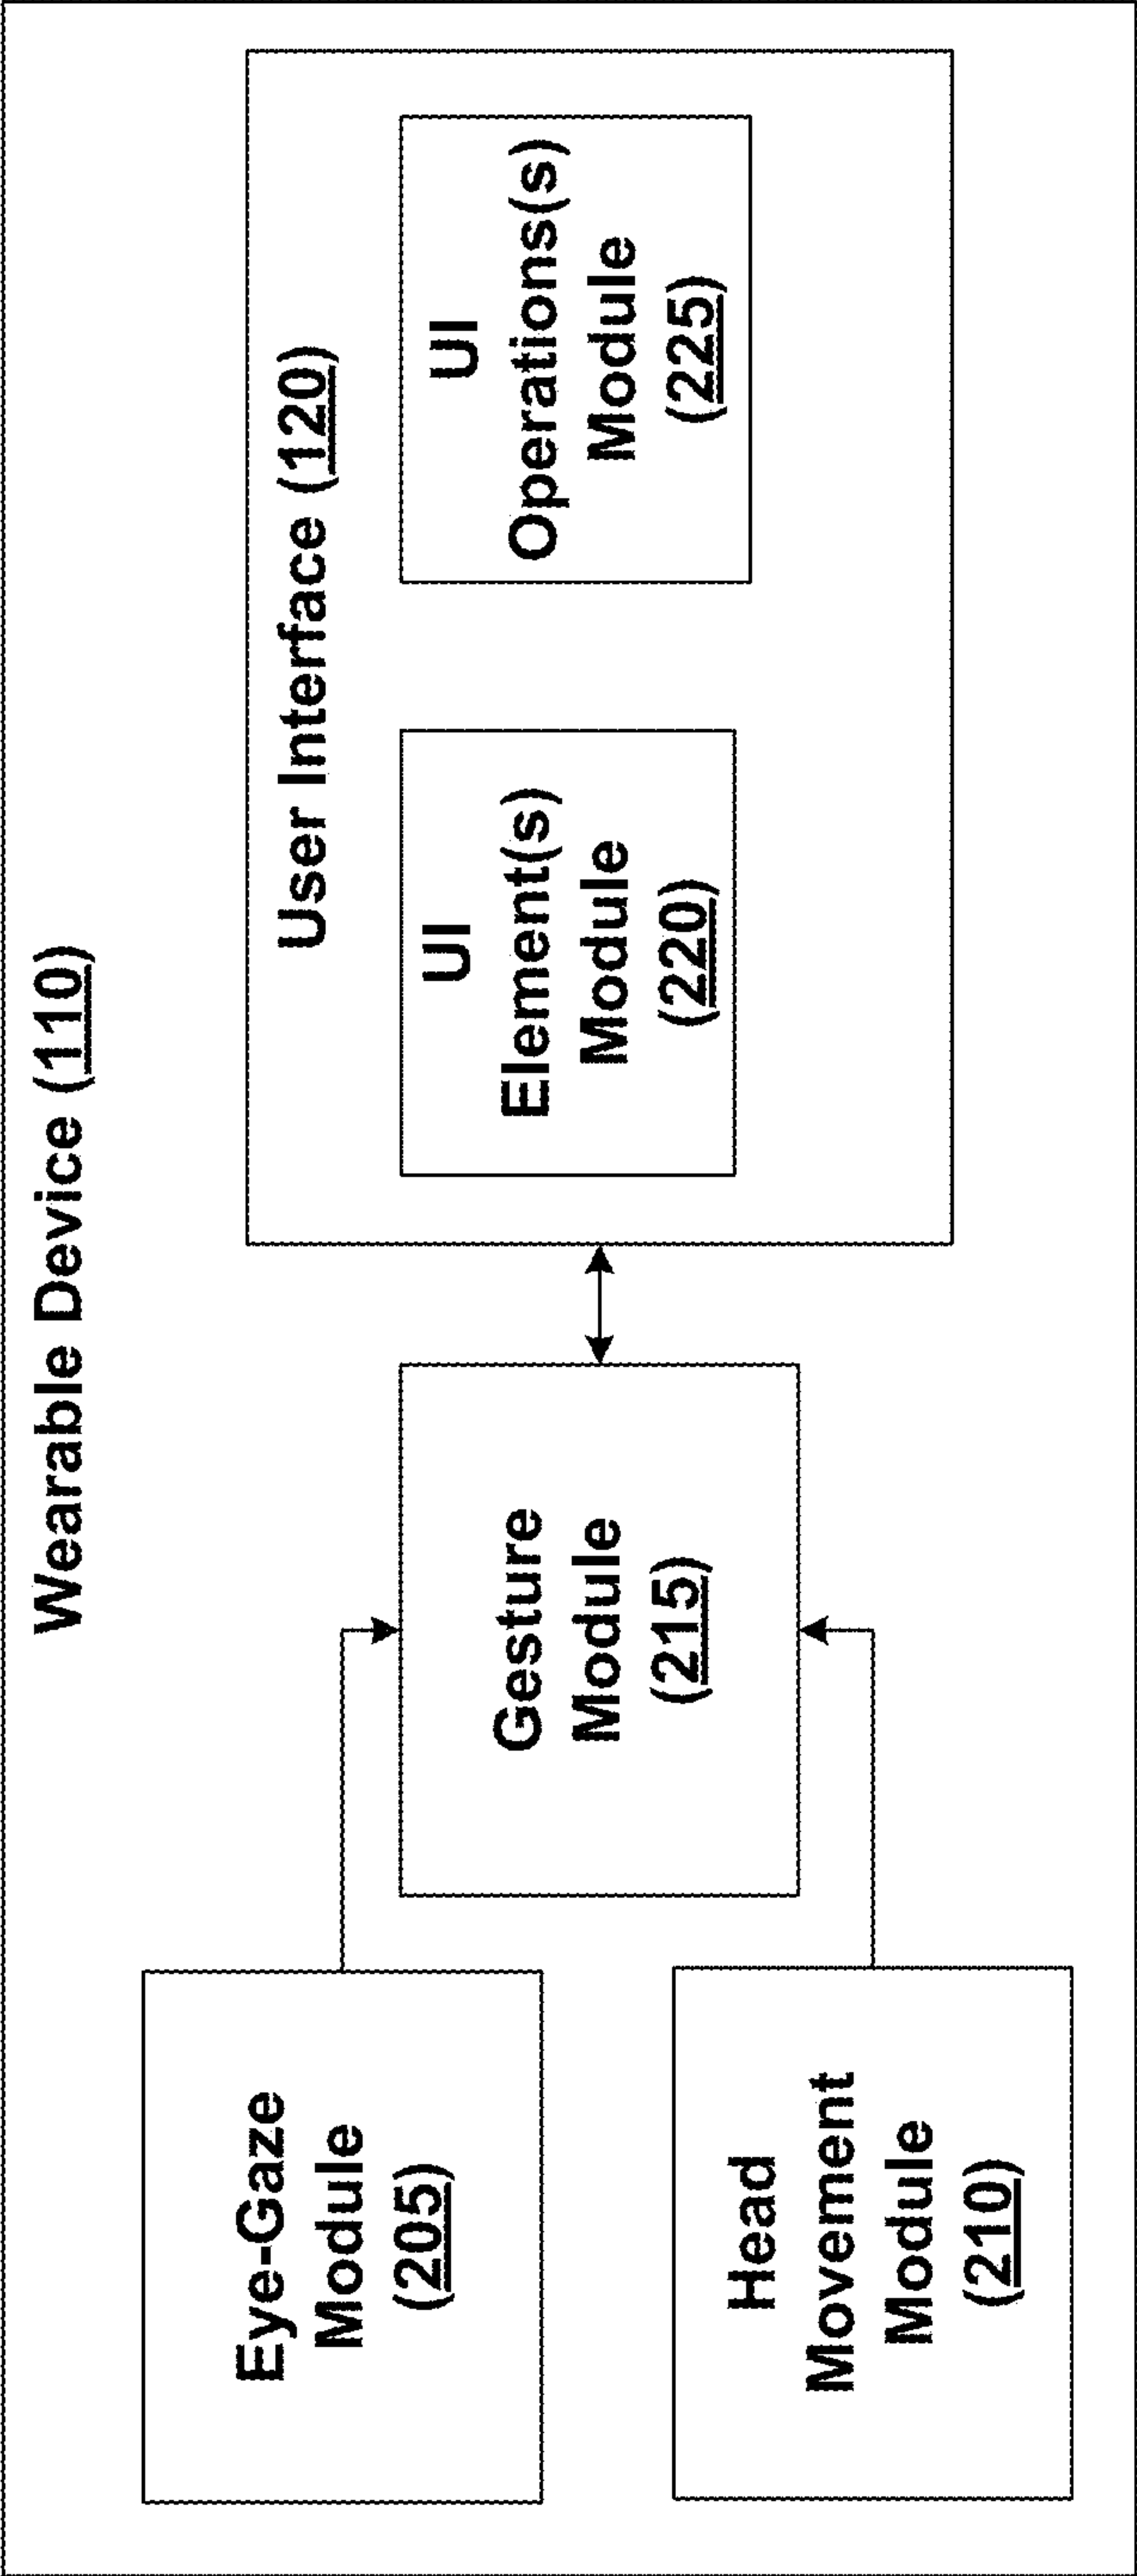 Wearable Device (110)
Eye-Gaze
Module
(205)
Head
Movement
Module
(210)
Gesture
Module
(215)
User Interface (120)
UI
Element(s)
Module
(220)
UI
Operations(s)
Module
(225)